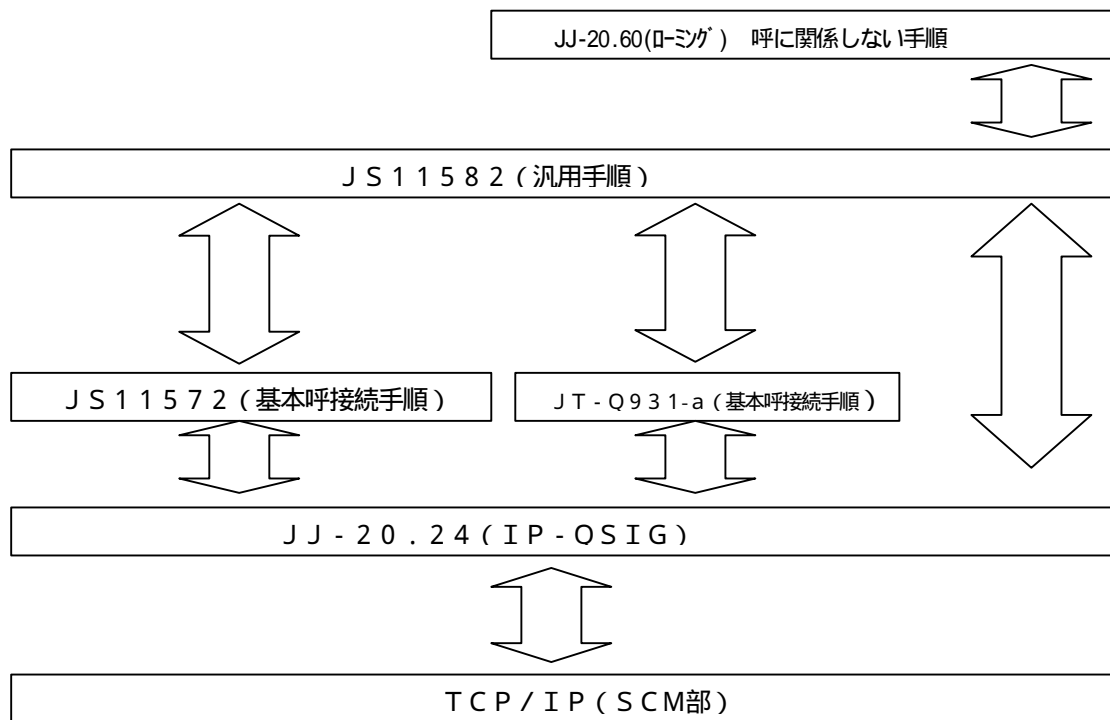 JJ-20.60(ﾛｰﾐﾝｸﾞ) 呼に関係しない手順
ＪＳ１１５８２（汎用手順）
ＪＳ１１５７２（基本呼接続手順）
ＪＴ-Ｑ９３１-ａ（基本呼接続手順）
ＪＪ-２０．２４（ＩＰ-ＱＳＩＧ）
ＴＣＰ/ＩＰ（ＳＣＭ部）